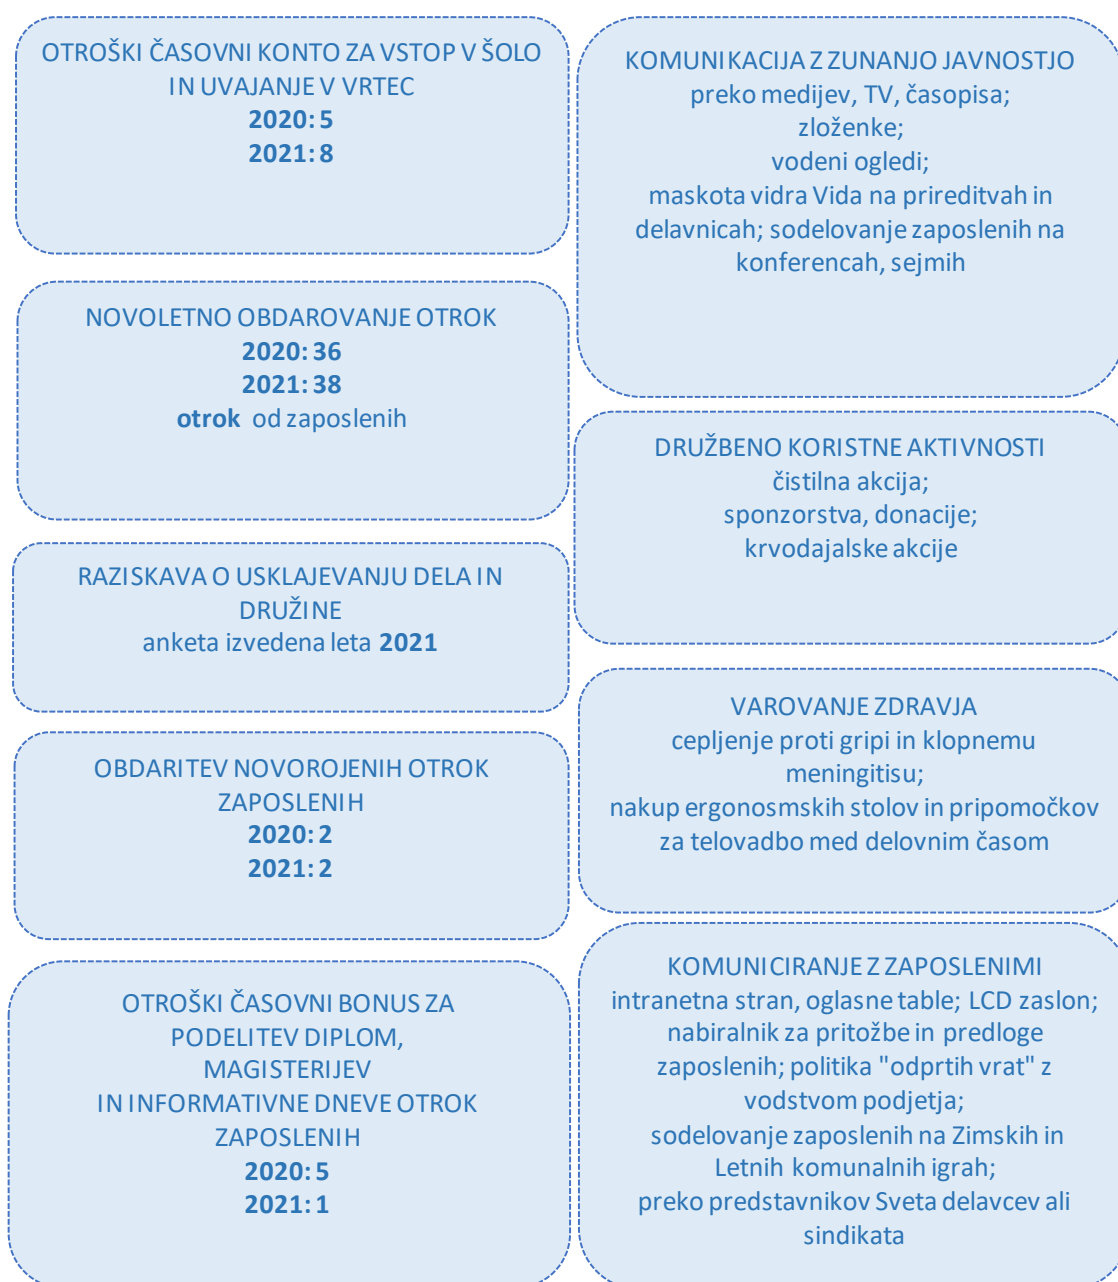 OTROŠKI ČASOVNI KONTO ZA VSTOP V ŠOLO
IN UVAJANJE V VRTEC
2020: 5
2021: 8
NOVOLETNO OBDAROVANJE OTROK
2020: 36
2021: 38
otrok od zaposlenih
RAZISKAVA O USKLAJEVANJU DELA IN
DRUŽINE
anketa izvedena leta 2021
OBDARITEV NOVOROJENIH OTROK
ZAPOSLENIH
2020: 2
2021: 2
OTROŠKI ČASOVNI BONUS ZA
PODELITEV DIPLOM,
MAGISTERIJEV
IN INFORMATIVNE DNEVE OTROK
ZAPOSLENIH
2020: 5
2021: 1
KOMUNIKACIJA Z ZUNANJO JAVNOSTJO
preko medijev, TV, časopisa;
zloženke;
vodeni ogledi;
maskota vidra Vida na prireditvah in
delavnicah; sodelovanje zaposlenih na
konferencah, sejmih
DRUŽBENO KORISTNE AKTIVNOSTI
čistilna akcija;
sponzorstva, donacije;
krvodajalske akcije
VAROVANJE ZDRAVJA
cepljenje proti gripi in klopnemu
meningitisu;
nakup ergonosmskih stolov in pripomočkov
za telovadbo med delovnim časom
KOMUNICIRANJE Z ZAPOSLENIMI
intranetna stran, oglasne table; LCD zaslon;
nabiralnik za pritožbe in predloge
zaposlenih; politika "odprtih vrat" z
vodstvom podjetja;
sodelovanje zaposlenih na Zimskih in
Letnih komunalnih igrah;
preko predstavnikov Sveta delavcev ali
sindikata